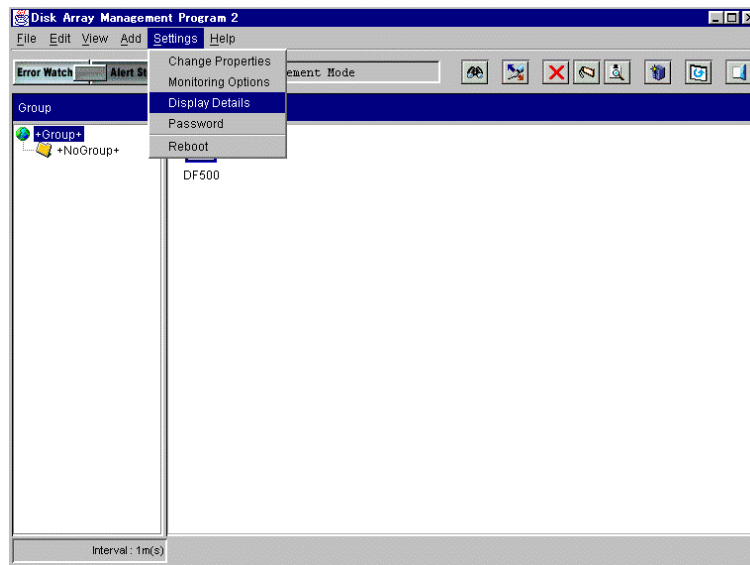 Disk Array Management Program 2
File Edit View Add Settings Help
Change Properties
Error Watch Alert St ement Mode
Monitoring Options
Display Details
Group
Password
+Group+
Reboot
+NoGroup+
DF500
Interval : 1m(s)